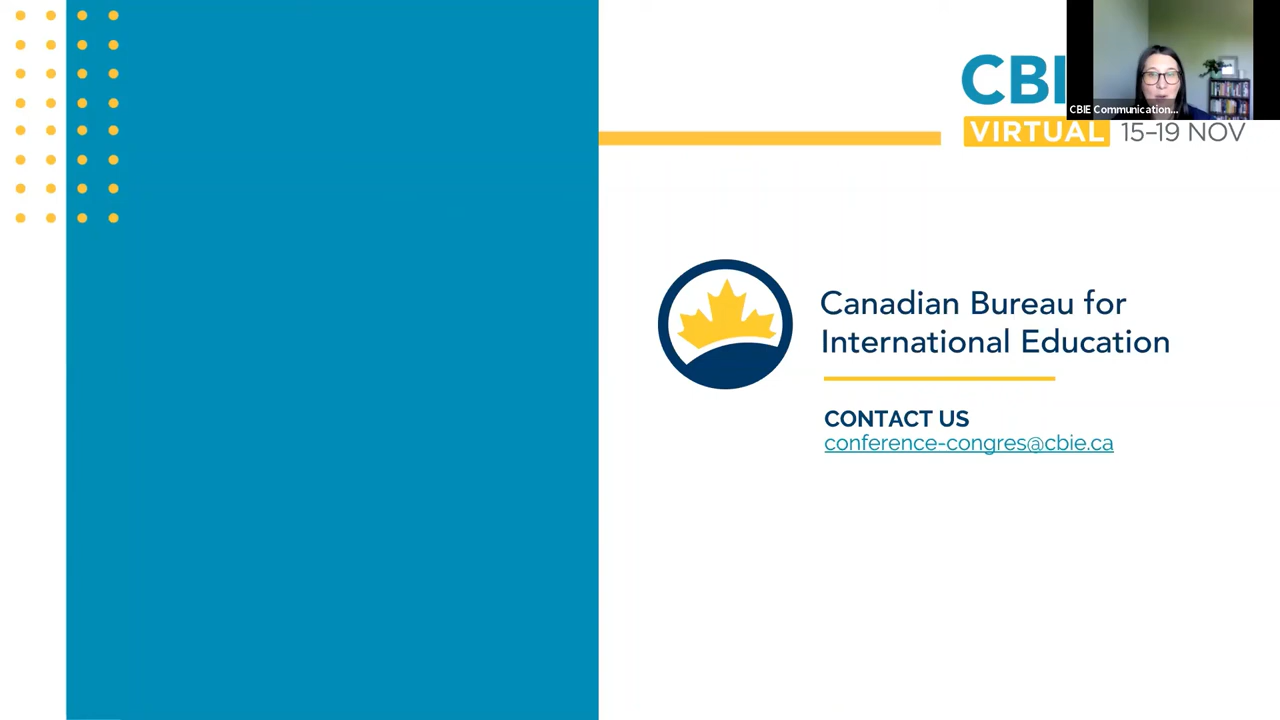 CBI
CBIE Communication...
VIRTUAL 15–19 NOV
Canadian Bureau for
International Education
CONTACT US
conference-congres@cbie.ca